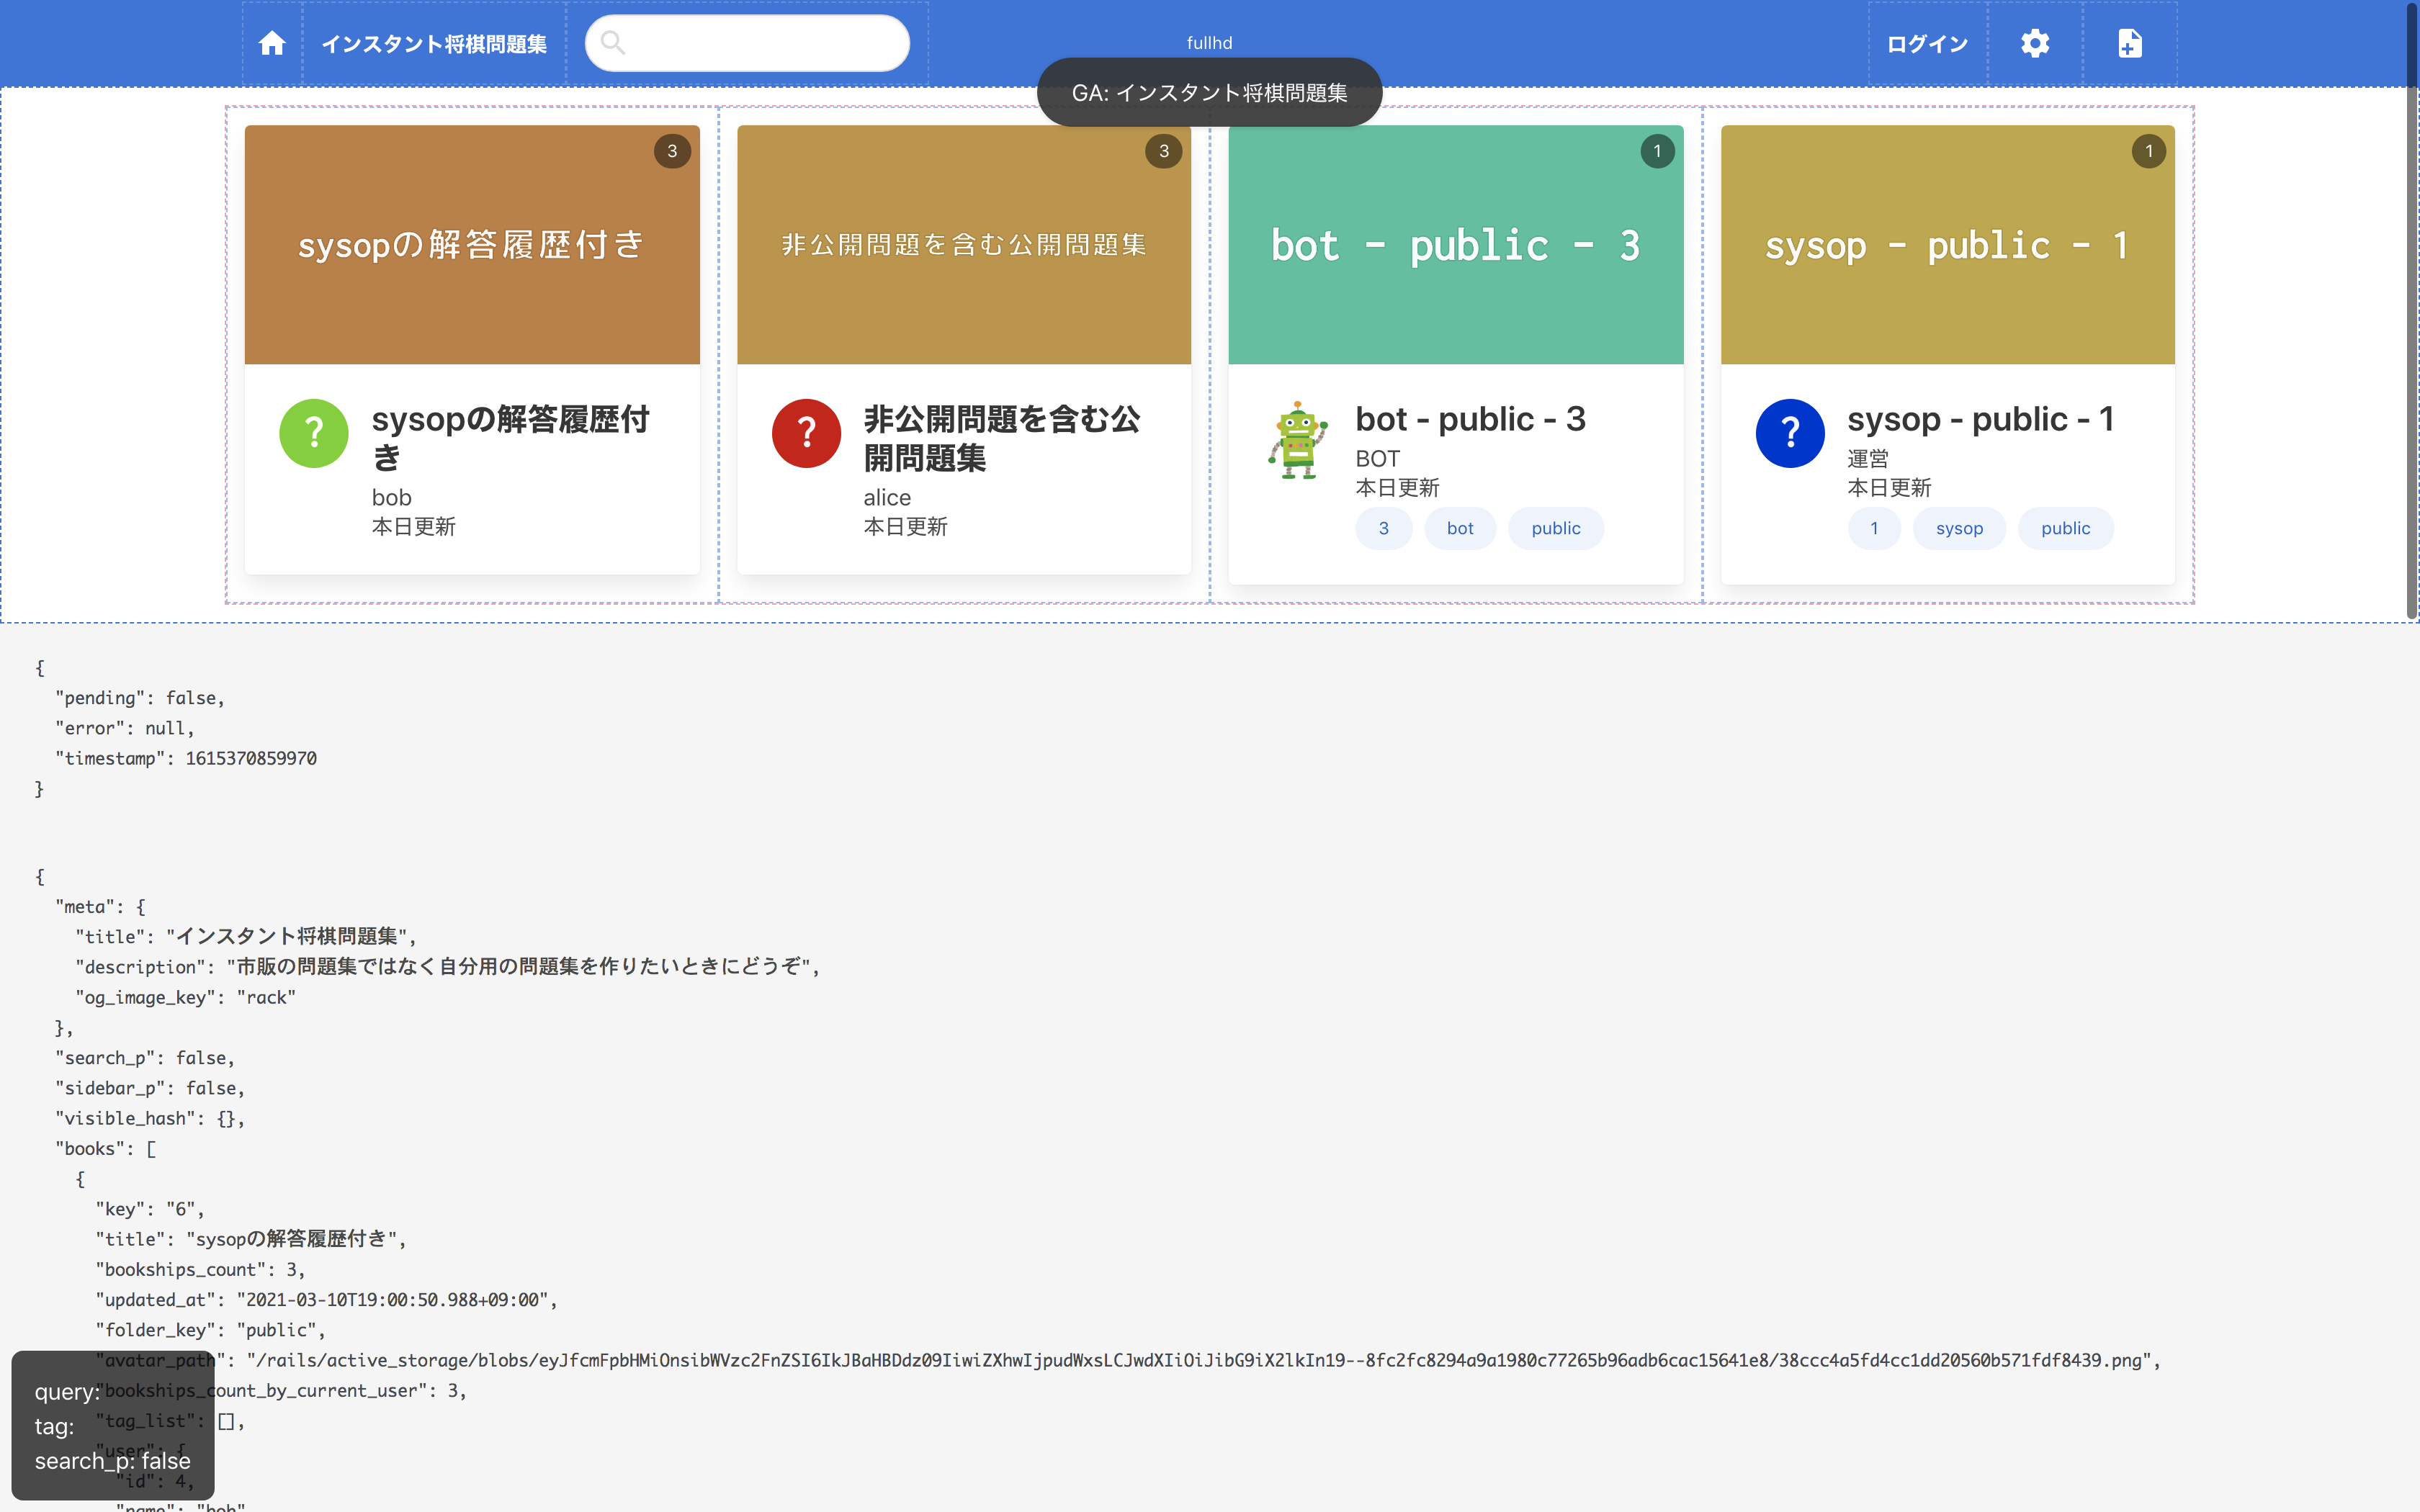 インスタント将棋問題集
fullhd
ログイン
GA: インスタント将棋問題集
3
sysopの解答履歴付き
sysopの解答履歴付
き
bob
本日更新
3
非公開問題を含む公開問題集
非公開問題を含む公
開問題集
alice
本日更新
1
bot - public - 3
bot - public - 3
BOT
本日更新
3 bot public
1
sysop - public - 1
sysop - public - 1
運営
本日更新
1 sysop public
{
"pending": false,
"error": null,
"timestamp": 1615370859970
}
{
"meta": {
"title": "インスタント将棋問題集",
"description": "市販の問題集ではなく自分用の問題集を作りたいときにどうぞ",
"og_image_key": "rack"
},
"search_p": false,
"sidebar_p": false,
"visible_hash": {},
"books": [
{
"key": "6",
"title": "sysopの解答履歴付き",
"bookships_count": 3,
"updated_at": "2021-03-10T19:00:50.988+09:00",
"folder_key": "public",
"avatar_path": "/rails/active_storage/blobs/eyJfcmFpbHMiOnsibWVzc2FnZSI6IkJBaHBDdz09IiwiZXhwIjpudWxsLCJwdXIiOiJibG9iX2lkIn19--8fc2fc8294a9a1980c77265b96adb6cac15641e8/38ccc4a5fd4cc1dd20560b571fdf8439.png",
"bookships_count_by_current_user": 3,
"tag_list": [],
"user": {
"id": 4,
"name": "bob"
query:
tag:
search_p: false